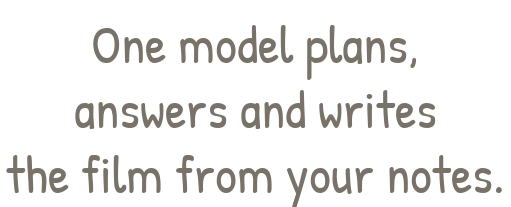 One model plans,
answers and writes
the film from your notes.